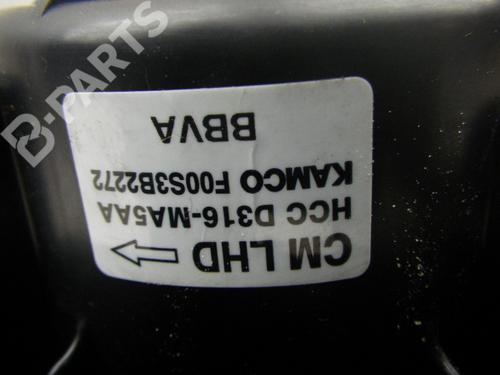 CM LHD
HCC D316-MA5AA
KAMCO F00S3B2272
BBVA
B-PARTS